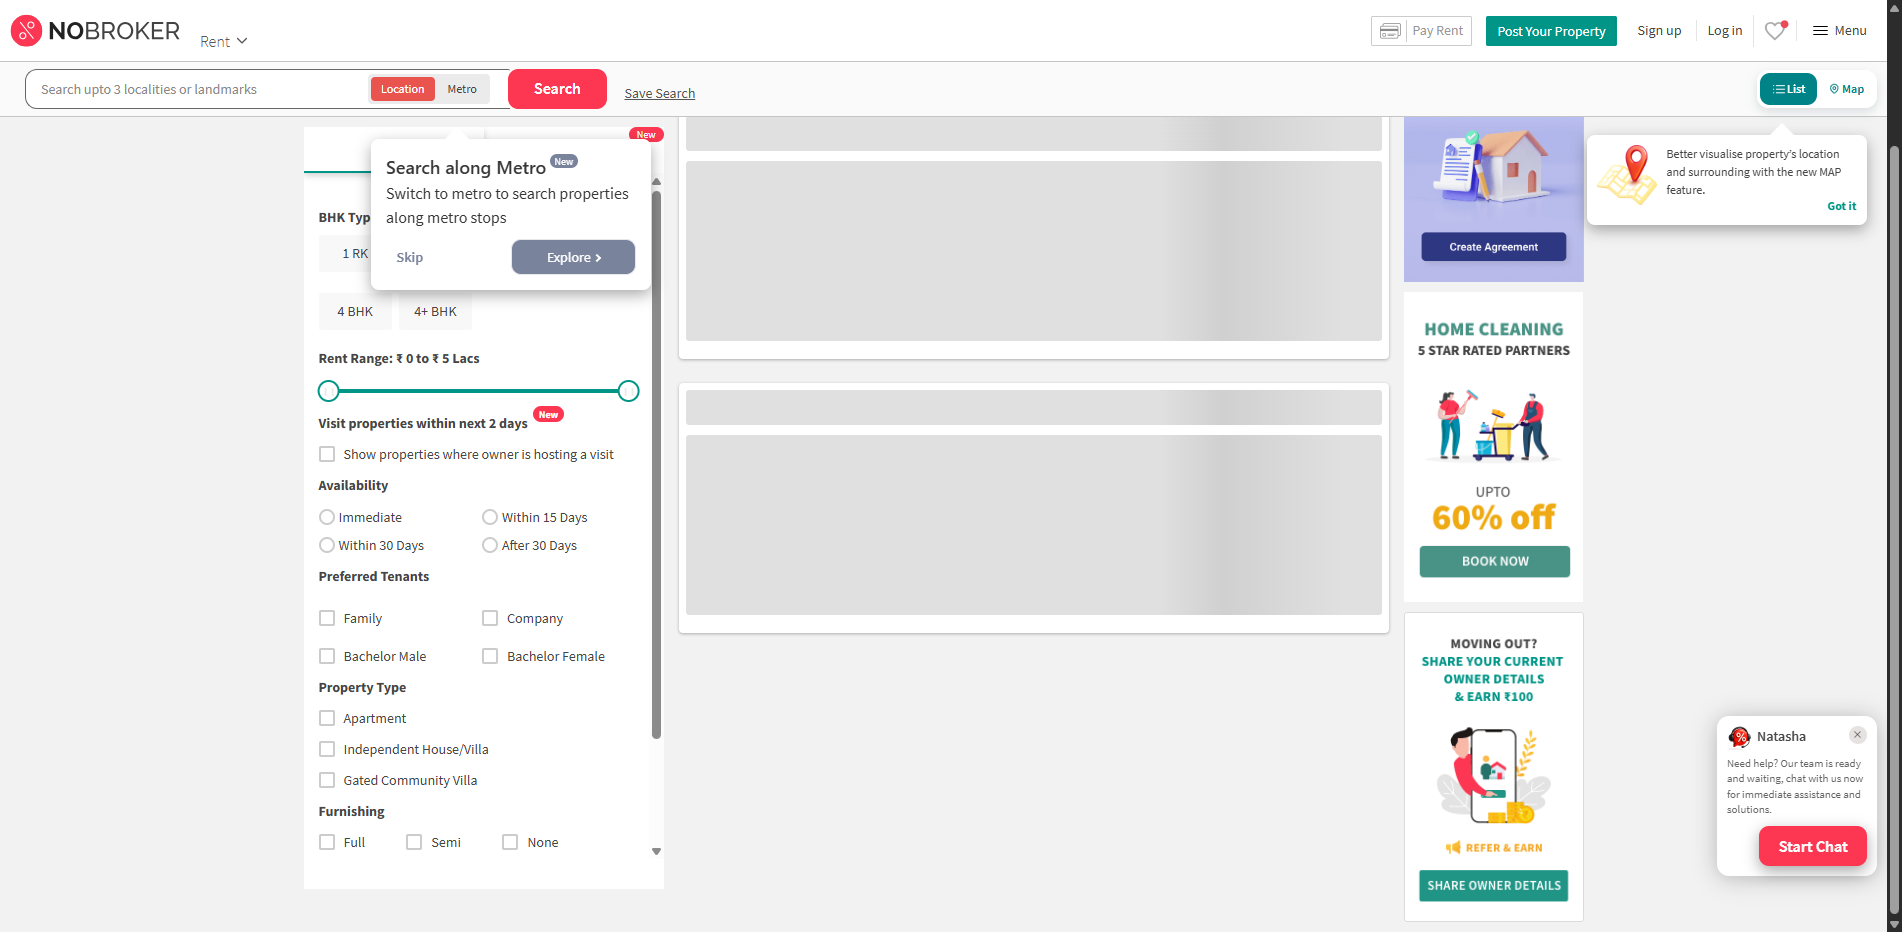 NOBROKER
Rent
Pay Rent
Post Your Property
Sign up
Log in
Menu
Search upto 3 localities or landmarks
Location
Metro
Search
Save Search
List
Map
New
Search along Metro New
Switch to metro to search properties
along metro stops
Skip
Explore >
BHK Typ
1 RK
4 BHK
4+ BHK
Rent Range: ₹ 0 to ₹ 5 Lacs
Visit properties within next 2 days New
Show properties where owner is hosting a visit
Availability
Immediate
Within 15 Days
Within 30 Days
After 30 Days
Preferred Tenants
Family
Company
Bachelor Male
Bachelor Female
Property Type
Apartment
Independent House/Villa
Gated Community Villa
Furnishing
Full
Semi
None
Create Agreement
HOME CLEANING
5 STAR RATED PARTNERS
UPTO
60% off
BOOK NOW
MOVING OUT?
SHARE YOUR CURRENT
OWNER DETAILS
& EARN ₹100
REFER & EARN
SHARE OWNER DETAILS
Better visualise property's location
and surrounding with the new MAP
feature.
Got it
Natasha
Need help? Our team is ready
and waiting, chat with us now
for immediate assistance and
solutions.
Start Chat